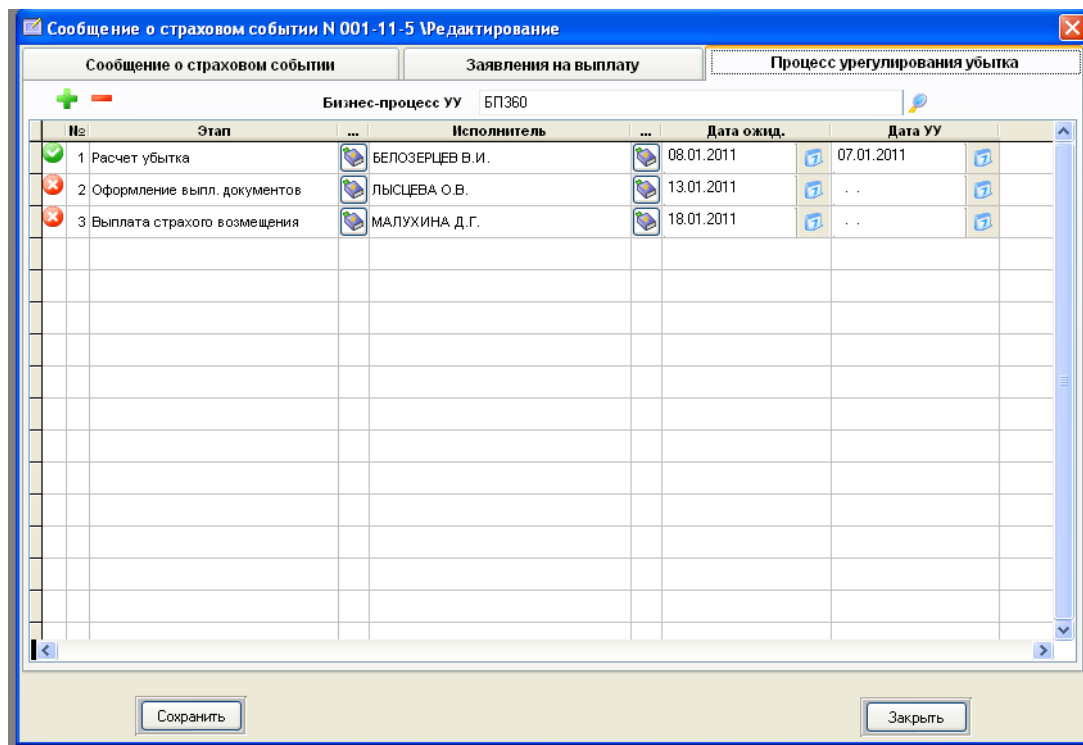 Сообщение о страховом событии N 001-11-5 \Редактирование
Сообщение о страховом событии Заявления на выплату Процесс урегулирования убытка
Бизнес-процесс УУ БП360
№ Этап ... Исполнитель ... Дата ожид. Дата УУ
1 Расчет убытка БЕЛОЗЕРЦЕВ В.И. 08.01.2011 07.01.2011
2 Оформление выпл. документов ЛЫСЦЕВА О.В. 13.01.2011 . .
3 Выплата страхого возмещения МАЛУХИНА Д.Г. 18.01.2011 . .
Сохранить Закрыть